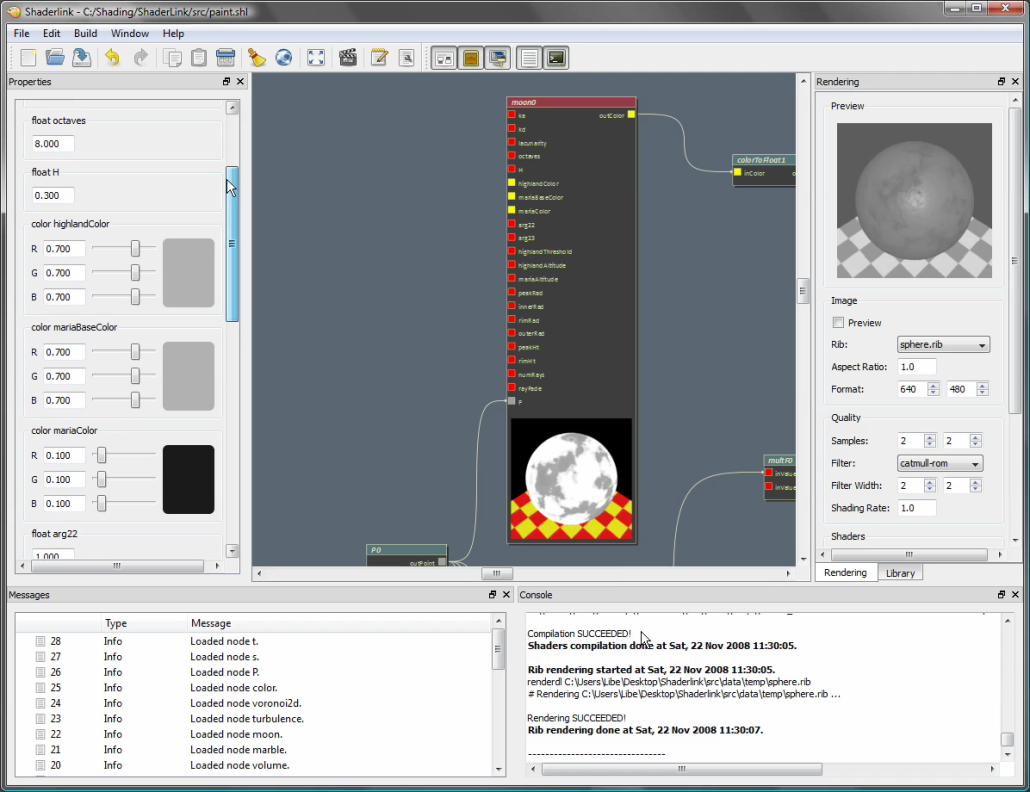 Shaderlink - C:/Shading/ShaderLink/src/paint.shl
File Edit Build Window Help
Properties
float octaves
8.000
float H
0.300
color highlandColor
R 0.700
G 0.700
B 0.700
color mariaBaseColor
R 0.700
G 0.700
B 0.700
color mariaColor
R 0.100
G 0.100
B 0.100
float arg22
1.000
moon0
ka outColor
kd
lacunarity
octaves
H
highlandColor
mariaBaseColor
mariaColor
arg22
arg23
highlandThreshold
highlandAltitude
mariaAltitude
peakRad
innerRad
rimRad
outerRad
peakHt
rimHt
numRays
rayFade
P
P0
outPoint
colorToFloat1
inColor
multF0
inValue
inValue
Rendering
Preview
Image
Preview
Rib: sphere.rib
Aspect Ratio: 1.0
Format: 640 480
Quality
Samples: 2 2
Filter: catmull-rom
Filter Width: 2 2
Shading Rate: 1.0
Shaders
Rendering Library
Messages
Type Message
28 Info Loaded node t.
27 Info Loaded node s.
26 Info Loaded node P.
25 Info Loaded node color.
24 Info Loaded node voronoi2d.
23 Info Loaded node turbulence.
22 Info Loaded node moon.
21 Info Loaded node marble.
20 Info Loaded node volume.
Console
Compilation SUCCEEDED!
Shaders compilation done at Sat, 22 Nov 2008 11:30:05.
Rib rendering started at Sat, 22 Nov 2008 11:30:05.
renderdl C:\Users\Libe\Desktop\Shaderlink\src\data\temp\sphere.rib
# Rendering C:\Users\Libe\Desktop\Shaderlink\src\data\temp\sphere.rib ...
Rendering SUCCEEDED!
Rib rendering done at Sat, 22 Nov 2008 11:30:07.
--------------------------------